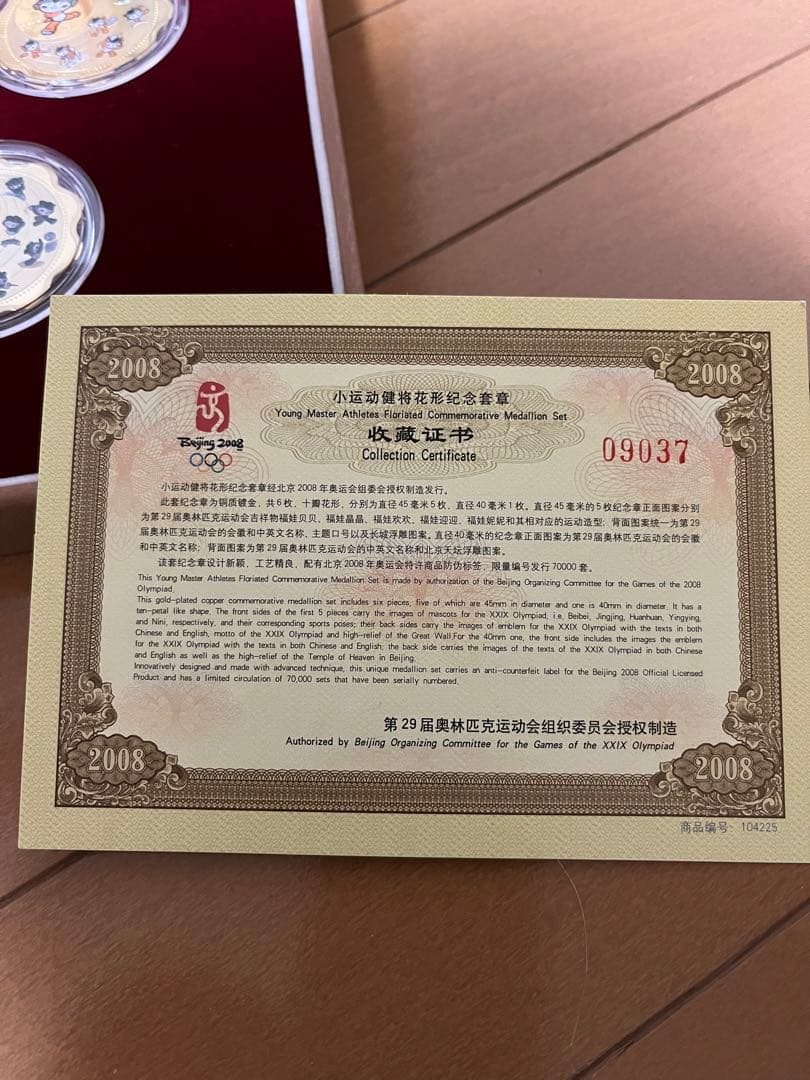 2008
2008
Beijing 2008
小运动健将花形纪念套章
Young Master Athletes Floriated Commemorative Medallion Set
收藏证书
Collection Certificate
09037
小运动健将花形纪念套章经北京2008年奥运会组委会授权制造发行。
此套纪念章为铜质镀金，共6枚，十瓣花形，分别为直径45毫米5枚，直径40毫米1枚。直径45毫米的5枚纪念章正面图案分别
为第29届奥林匹克运动会吉祥物福娃贝贝、福娃晶晶、福娃欢欢、福娃迎迎、福娃妮妮和其相对应的运动造型；背面图案统一为第29
届奥林匹克运动会的会徽和中英文名称、主题口号以及长城浮雕图案。直径40毫米的纪念章正面图案为第29届奥林匹克运动会的会徽
和中英文名称；背面图案为第29届奥林匹克运动会的中英文名称和北京天坛浮雕图案。
该套纪念章设计新颖，工艺精良，配有北京2008年奥运会特许商品防伪标签，限量编号发行70000套。
This Young Master Athletes Floriated Commemorative Medallion Set is made by authorization of the Beijing Organizing Committee for the Games of the 2008
Olympiad.
This gold-plated copper commemorative medallion set includes six pieces, five of which are 45mm in diameter and one is 40mm in diameter. It has a
ten-petal like shape. The front sides of the first 5 pieces carry the images of mascots for the XXIX Olympiad, i.e. Beibei, Jingjing, Huanhuan, Yingying,
and Nini, respectively, and their corresponding sports poses; their back sides carry the images of emblem for the XXIX Olympiad with the texts in both
Chinese and English, motto of the XXIX Olympiad and high-relief of the Great Wall.For the 40mm one, the front side includes the images the emblem
for the XXIX Olympiad with the texts in both Chinese and English; the back side carries the images of the texts of the XXIX Olympiad in both Chinese
and English as well as the high-relief of the Temple of Heaven in Beijing.
Innovatively designed and made with advanced technique, this unique medallion set carries an anti-counterfeit label for the Beijing 2008 Official Licensed
Product and has a limited circulation of 70,000 sets that have been serially numbered.
第29届奥林匹克运动会组织委员会授权制造
Authorized by Beijing Organizing Committee for the Games of the XXIX Olympiad
2008
2008
商品编号：104225